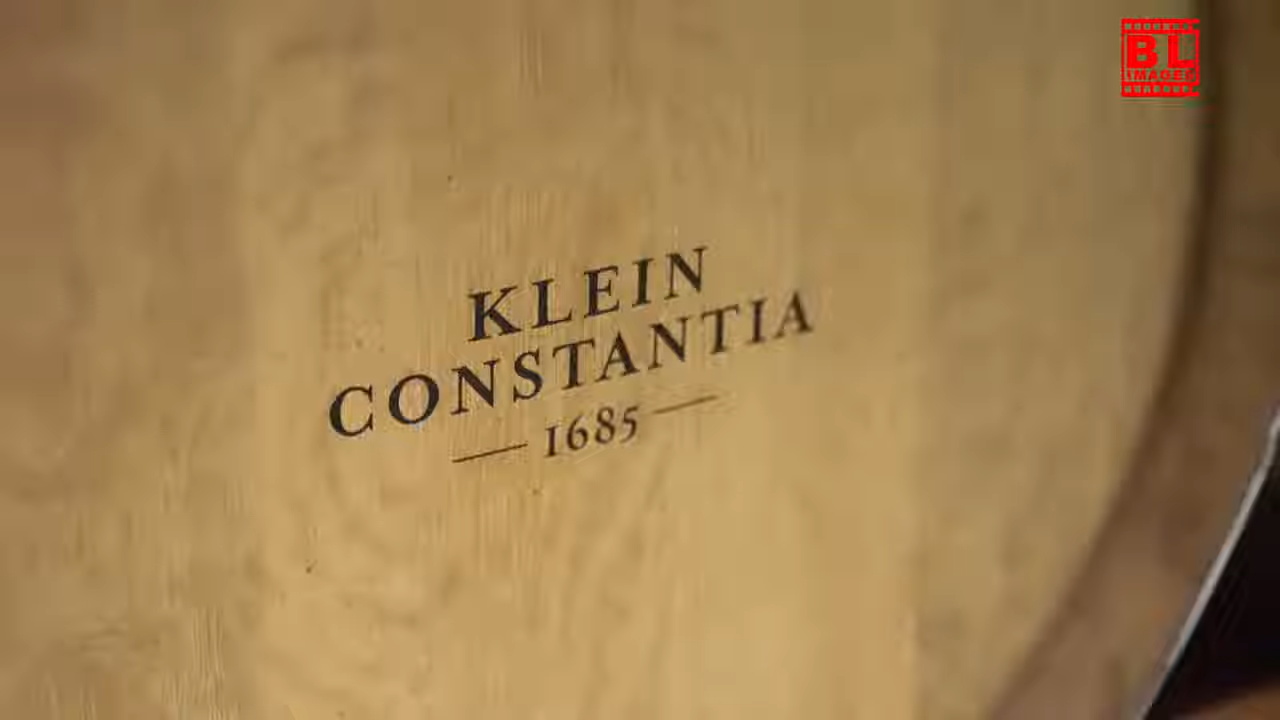 KLEIN
CONSTANTIA
— 1685 —
BL
IMAGES